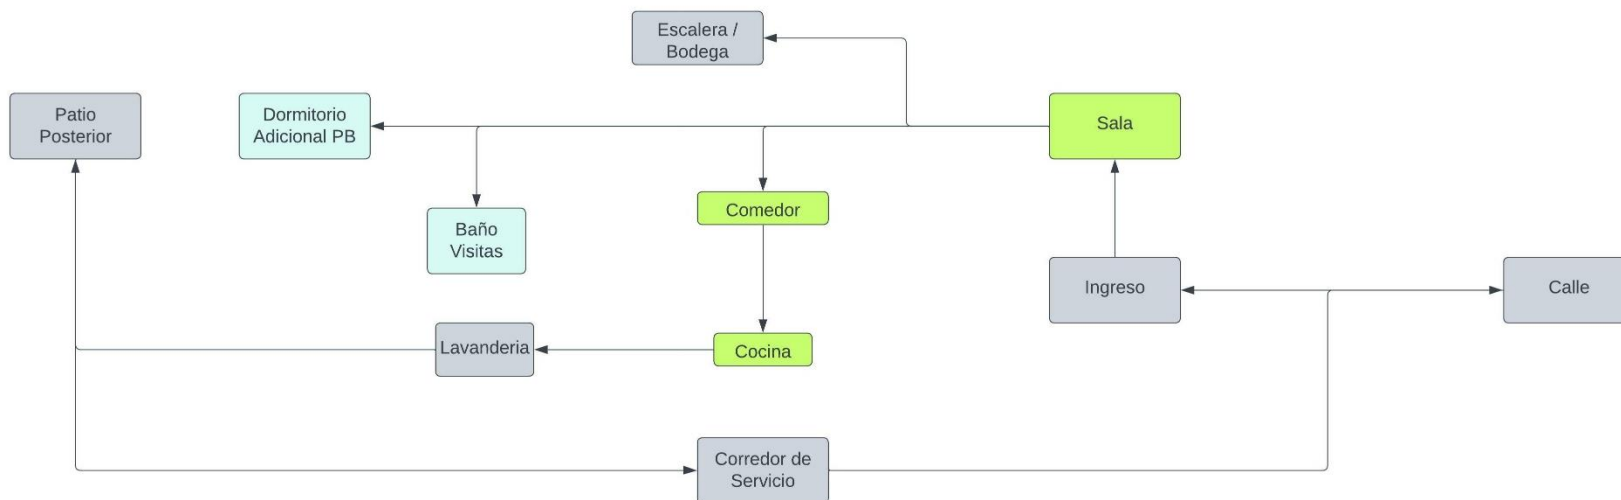 Escalera /
Bodega
Patio
Posterior
Dormitorio
Adicional PB
Sala
Comedor
Baño
Visitas
Ingreso
Calle
Lavanderia
Cocina
Corredor de
Servicio